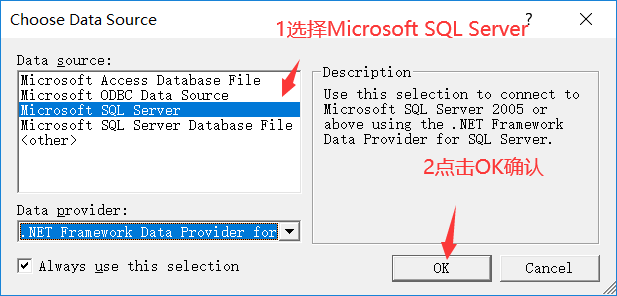 Choose Data Source
? ×
1选择Microsoft SQL Server
Data source:
Microsoft Access Database File
Microsoft ODBC Data Source
Microsoft SQL Server
Microsoft SQL Server Database File
<other>
Description
Use this selection to connect to
Microsoft SQL Server 2005 or
above using the .NET Framework
Data Provider for SQL Server.
2点击OK确认
Data provider:
.NET Framework Data Provider for
Always use this selection
OK
Cancel